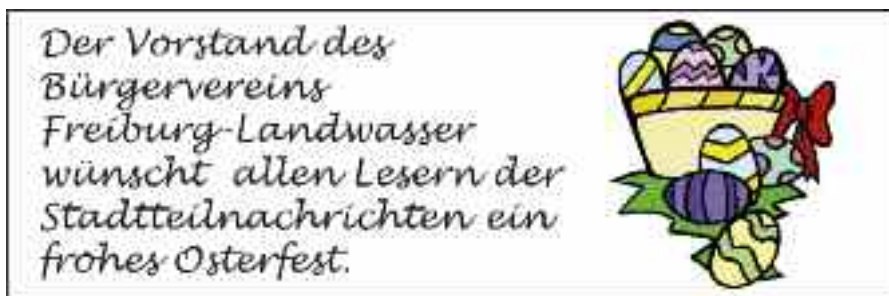 Der Vorstand des
Bürgervereins
Freiburg-Landwasser
wünscht allen Lesern der
Stadtteilnachrichten ein
frohes Osterfest.